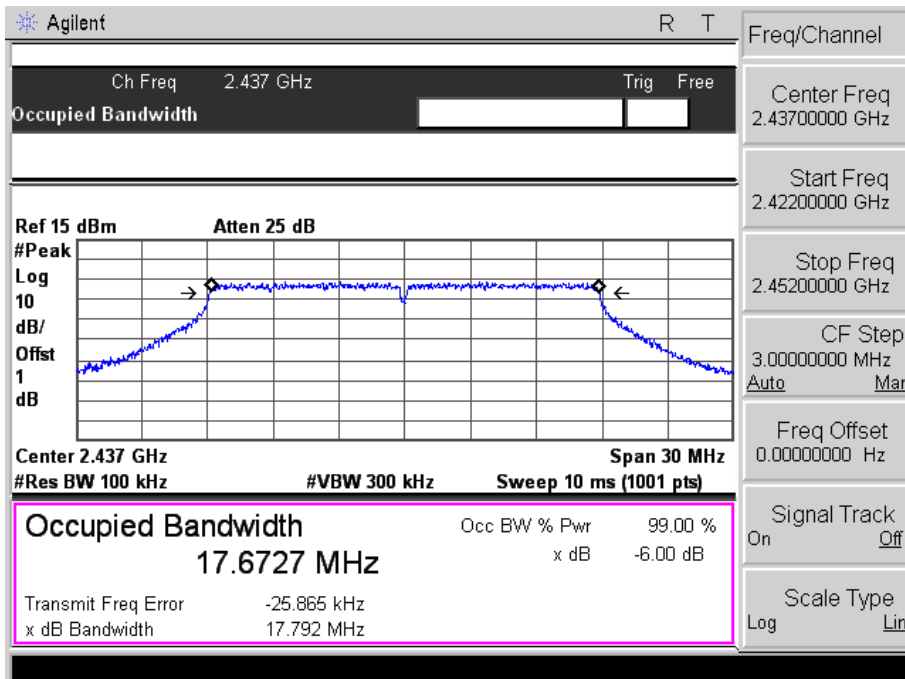 Agilent R T
Ch Freq 2.437 GHz Trig Free
Occupied Bandwidth
Ref 15 dBm Atten 25 dB
#Peak
Log
10
dB/
Offst
1
dB
Center 2.437 GHz Span 30 MHz
#Res BW 100 kHz #VBW 300 kHz Sweep 10 ms (1001 pts)
Occupied Bandwidth Occ BW % Pwr 99.00 %
17.6727 MHz x dB -6.00 dB
Transmit Freq Error -25.865 kHz
x dB Bandwidth 17.792 MHz
Freq/Channel
Center Freq
2.43700000 GHz
Start Freq
2.42200000 GHz
Stop Freq
2.45200000 GHz
CF Step
3.00000000 MHz
Auto Man
Freq Offset
0.00000000 Hz
Signal Track
On Off
Scale Type
Log Lin